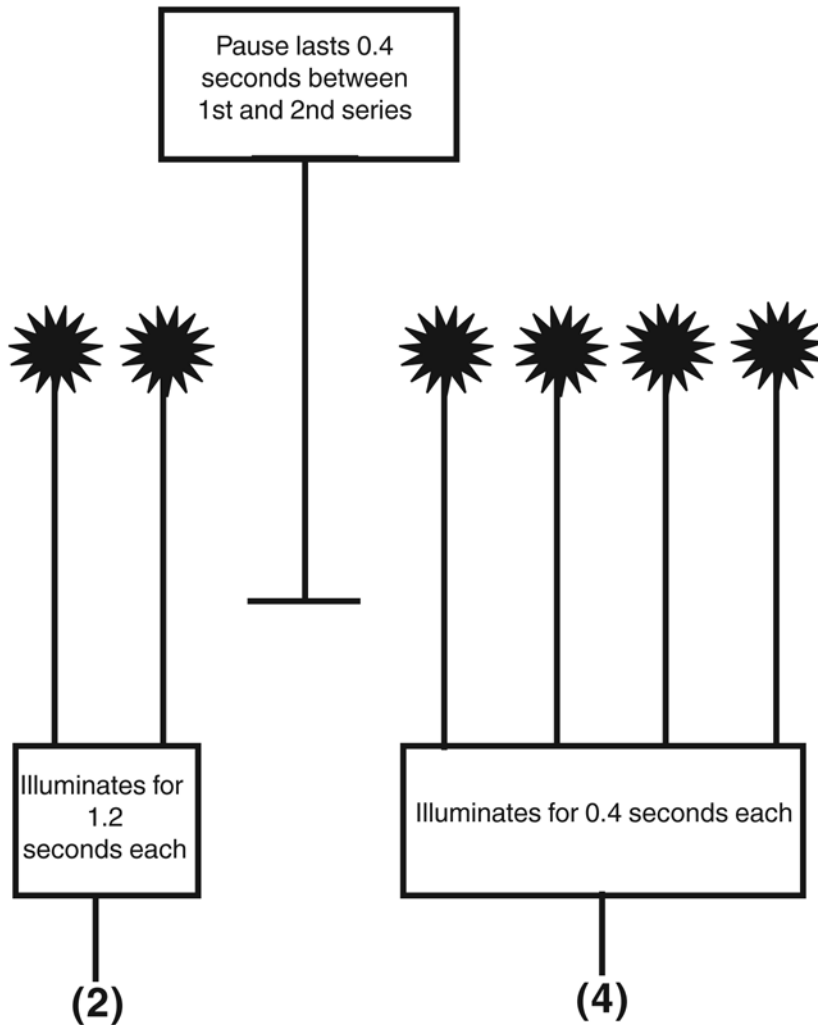 Pause lasts 0.4
seconds between
1st and 2nd series
Illuminates for
1.2
seconds each
Illuminates for 0.4 seconds each
(2)
(4)